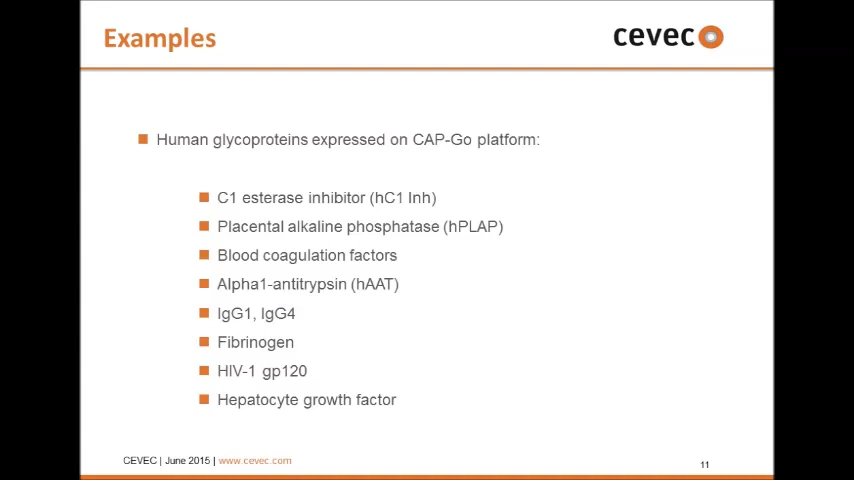 Examples
cevec
Human glycoproteins expressed on CAP-Go platform:
C1 esterase inhibitor (hC1 Inh)
Placental alkaline phosphatase (hPLAP)
Blood coagulation factors
Alpha1-antitrypsin (hAAT)
IgG1, IgG4
Fibrinogen
HIV-1 gp120
Hepatocyte growth factor
CEVEC | June 2015 | www.cevec.com
11